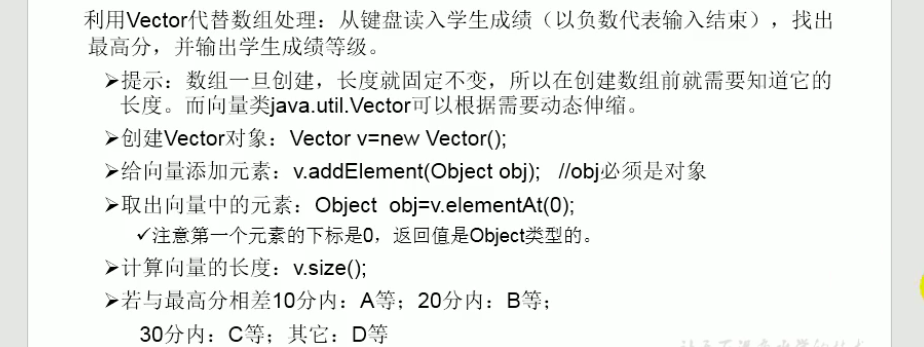 利用Vector代替数组处理：从键盘读入学生成绩（以负数代表输入结束），找出
最高分，并输出学生成绩等级。
➢提示：数组一旦创建，长度就固定不变，所以在创建数组前就需要知道它的
长度。而向量类java.util.Vector可以根据需要动态伸缩。
➢创建Vector对象：Vector v=new Vector();
➢给向量添加元素：v.addElement(Object obj); //obj必须是对象
➢取出向量中的元素：Object obj=v.elementAt(0);
✓注意第一个元素的下标是0，返回值是Object类型的。
➢计算向量的长度：v.size();
➢若与最高分相差10分内：A等；20分内：B等；
30分内：C等；其它：D等